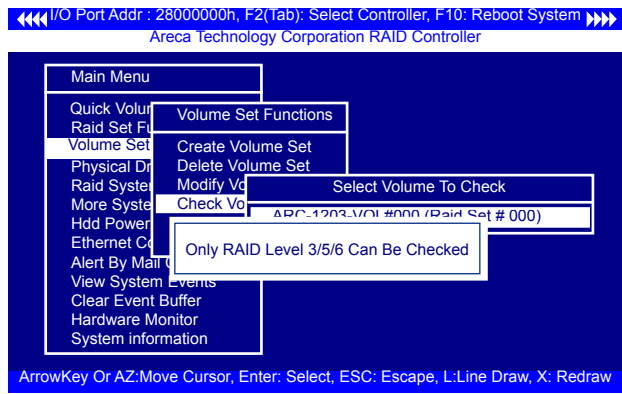 I/O Port Addr : 28000000h, F2(Tab): Select Controller, F10: Reboot System
Areca Technology Corporation RAID Controller
Main Menu
Quick Volu
Raid Set Fu
Volume Set
Physical Dr
Raid System
More Syste
Hdd Power
Ethernet Co
Alert By Mail C
View System Events
Clear Event Buffer
Hardware Monitor
System information
Volume Set Functions
Create Volume Set
Delete Volume Set
Modify Vo
Check Vo
Select Volume To Check
ARC-1203-VOL#000 (Raid Set # 000)
Only RAID Level 3/5/6 Can Be Checked
ArrowKey Or AZ:Move Cursor, Enter: Select, ESC: Escape, L:Line Draw, X: Redraw